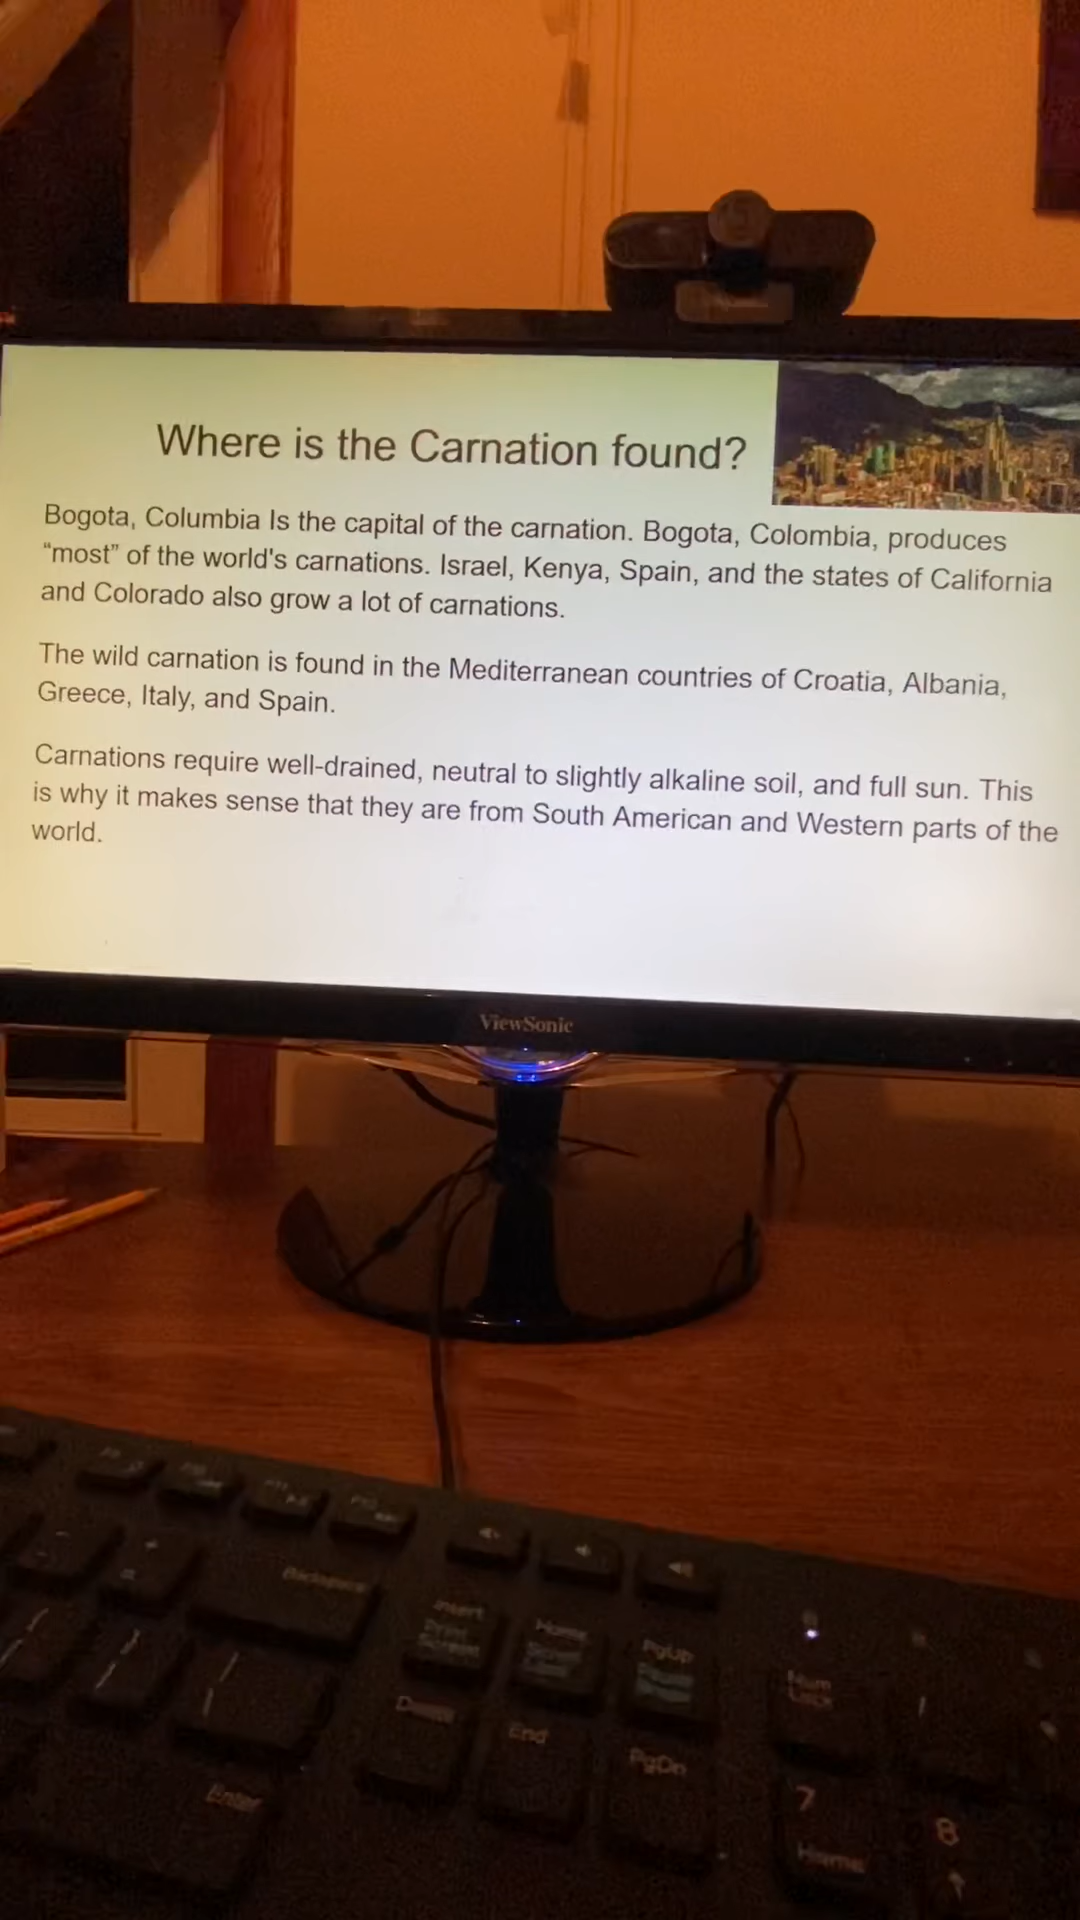 Where is the Carnation found?
Bogota, Columbia Is the capital of the carnation. Bogota, Colombia, produces
“most” of the world's carnations. Israel, Kenya, Spain, and the states of California
and Colorado also grow a lot of carnations.
The wild carnation is found in the Mediterranean countries of Croatia, Albania,
Greece, Italy, and Spain.
Carnations require well-drained, neutral to slightly alkaline soil, and full sun. This
is why it makes sense that they are from South American and Western parts of the
world.
ViewSonic
Backspace
Insert
Print
Screen
Home
PgUp
Num
Lock
End
PgDn
Enter
7
Home
8